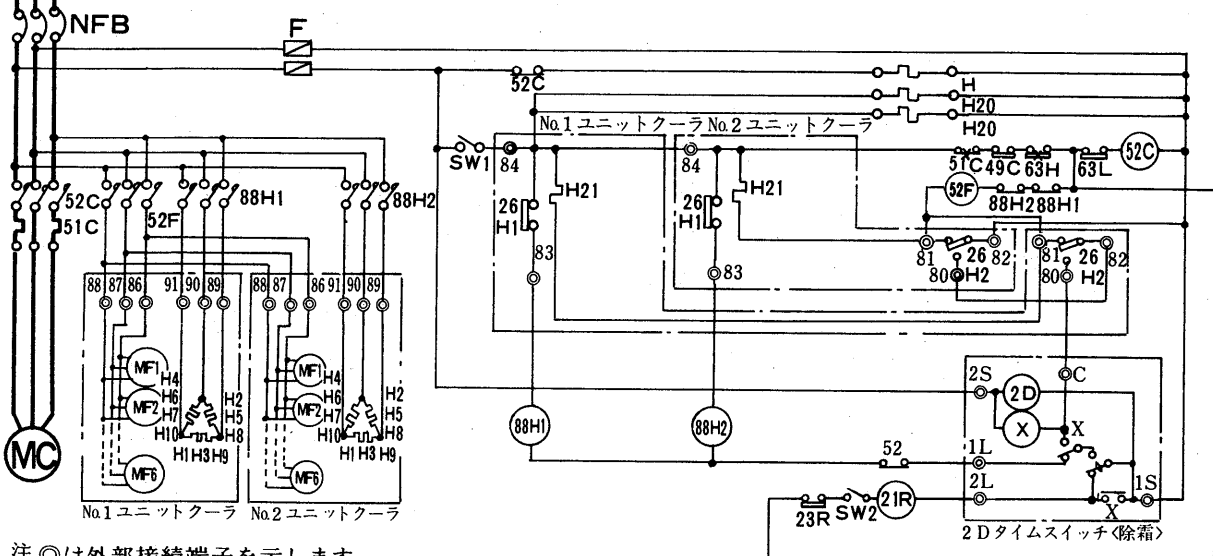 NFB
F
52C
H
H20
H20
No.1 ユニットクーラ No.2 ユニットクーラ
SW1
84
84
51C 49C 63H
63L
52C
52F
88H2 88H1
H21
H21
26
H1
26
H1
83
83
81
26
82
80
H2
81
26
82
80
H2
52C
51C
52F
88H1
88H2
88 87 86 91 90 89
88 87 86 91 90 89
MF1
H4
H6
MF2
H7
H10
H2
H5
H8
H1 H3 H9
MF6
MF1
H4
H6
MF2
H7
H10
H2
H5
H8
H1 H3 H9
MF6
MC
No.1 ユニットクーラ No.2 ユニットクーラ
88H1
88H2
2S
2D
C
X
X
52
1L
2L
1S
X
23R
SW2
21R
2Dタイムスイッチ〈除霜〉
注 ◎は外部接続端子を示します